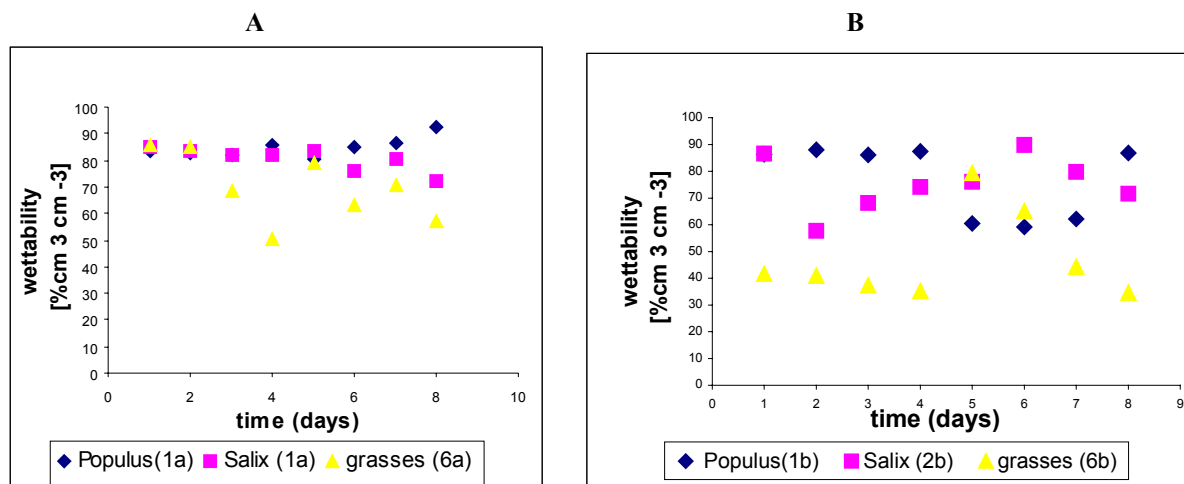 A
B
100
90
80
70
60
50
40
30
20
10
0
wettability
[%cm 3 cm -3]
0 2 4 6 8 10
time (days)
Populus(1a) Salix (1a) grasses (6a)
100
90
80
70
60
50
40
30
20
10
0
wettability
[%cm 3 cm -3]
0 1 2 3 4 5 6 7 8 9
time (days)
Populus(1b) Salix (2b) grasses (6b)